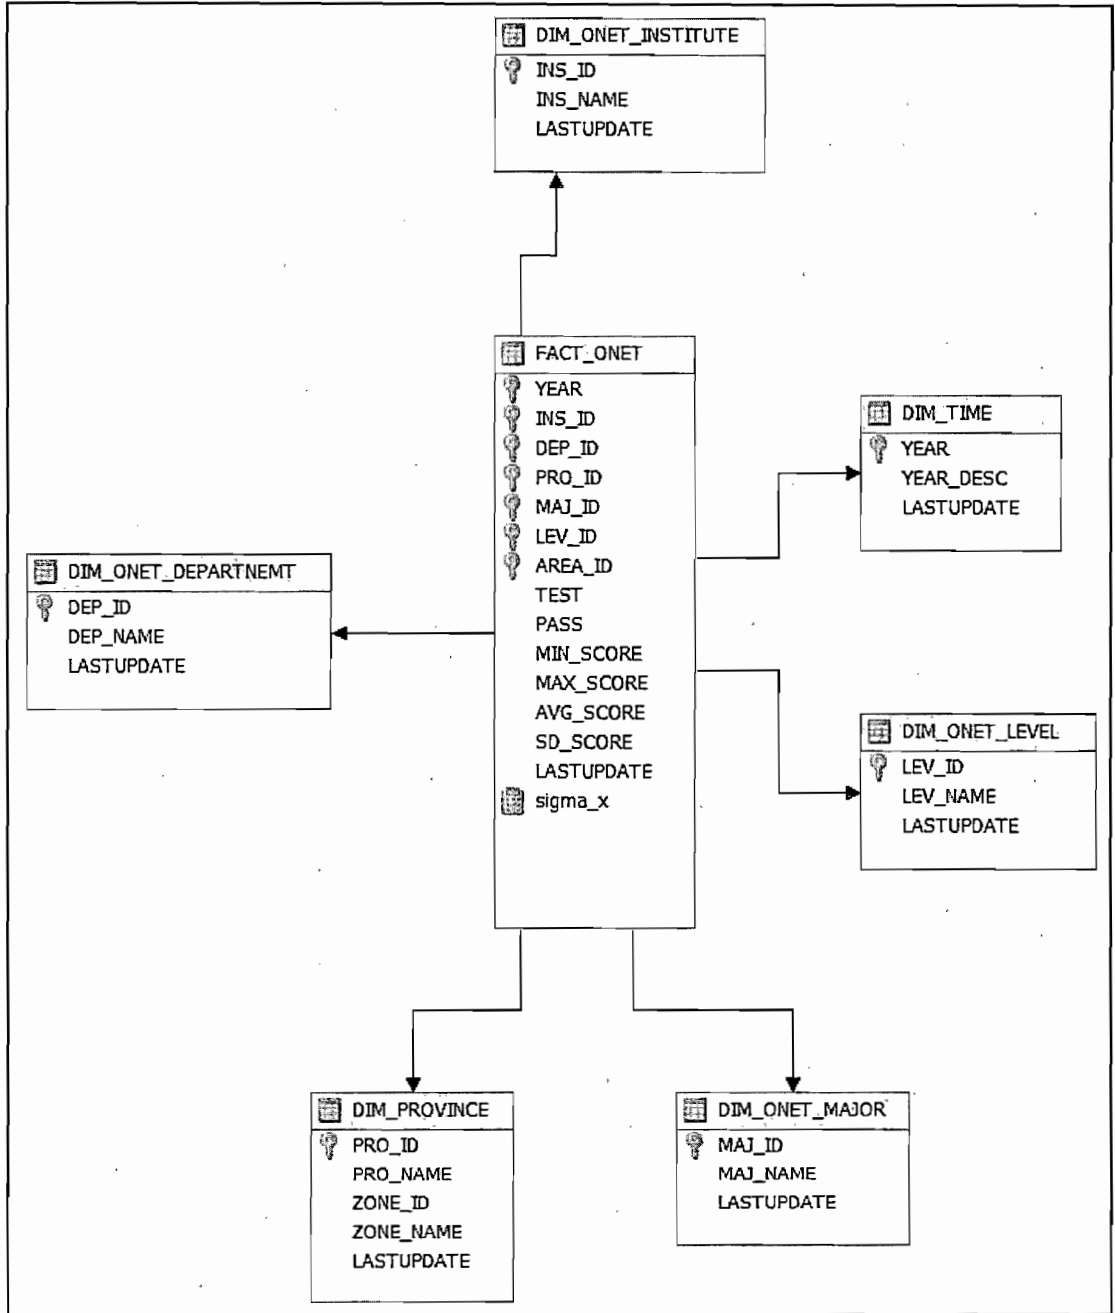 DIM_ONET_INSTITUTE
INS_ID
INS_NAME
LASTUPDATE
FACT_ONET
YEAR
INS_ID
DEP_ID
PRO_ID
MAJ_ID
LEV_ID
AREA_ID
TEST
PASS
MIN_SCORE
MAX_SCORE
AVG_SCORE
SD_SCORE
LASTUPDATE
sigma_x
DIM_TIME
YEAR
YEAR_DESC
LASTUPDATE
DIM_ONET_DEPARTNEMT
DEP_ID
DEP_NAME
LASTUPDATE
DIM_ONET_LEVEL
LEV_ID
LEV_NAME
LASTUPDATE
DIM_PROVINCE
PRO_ID
PRO_NAME
ZONE_ID
ZONE_NAME
LASTUPDATE
DIM_ONET_MAJOR
MAJ_ID
MAJ_NAME
LASTUPDATE